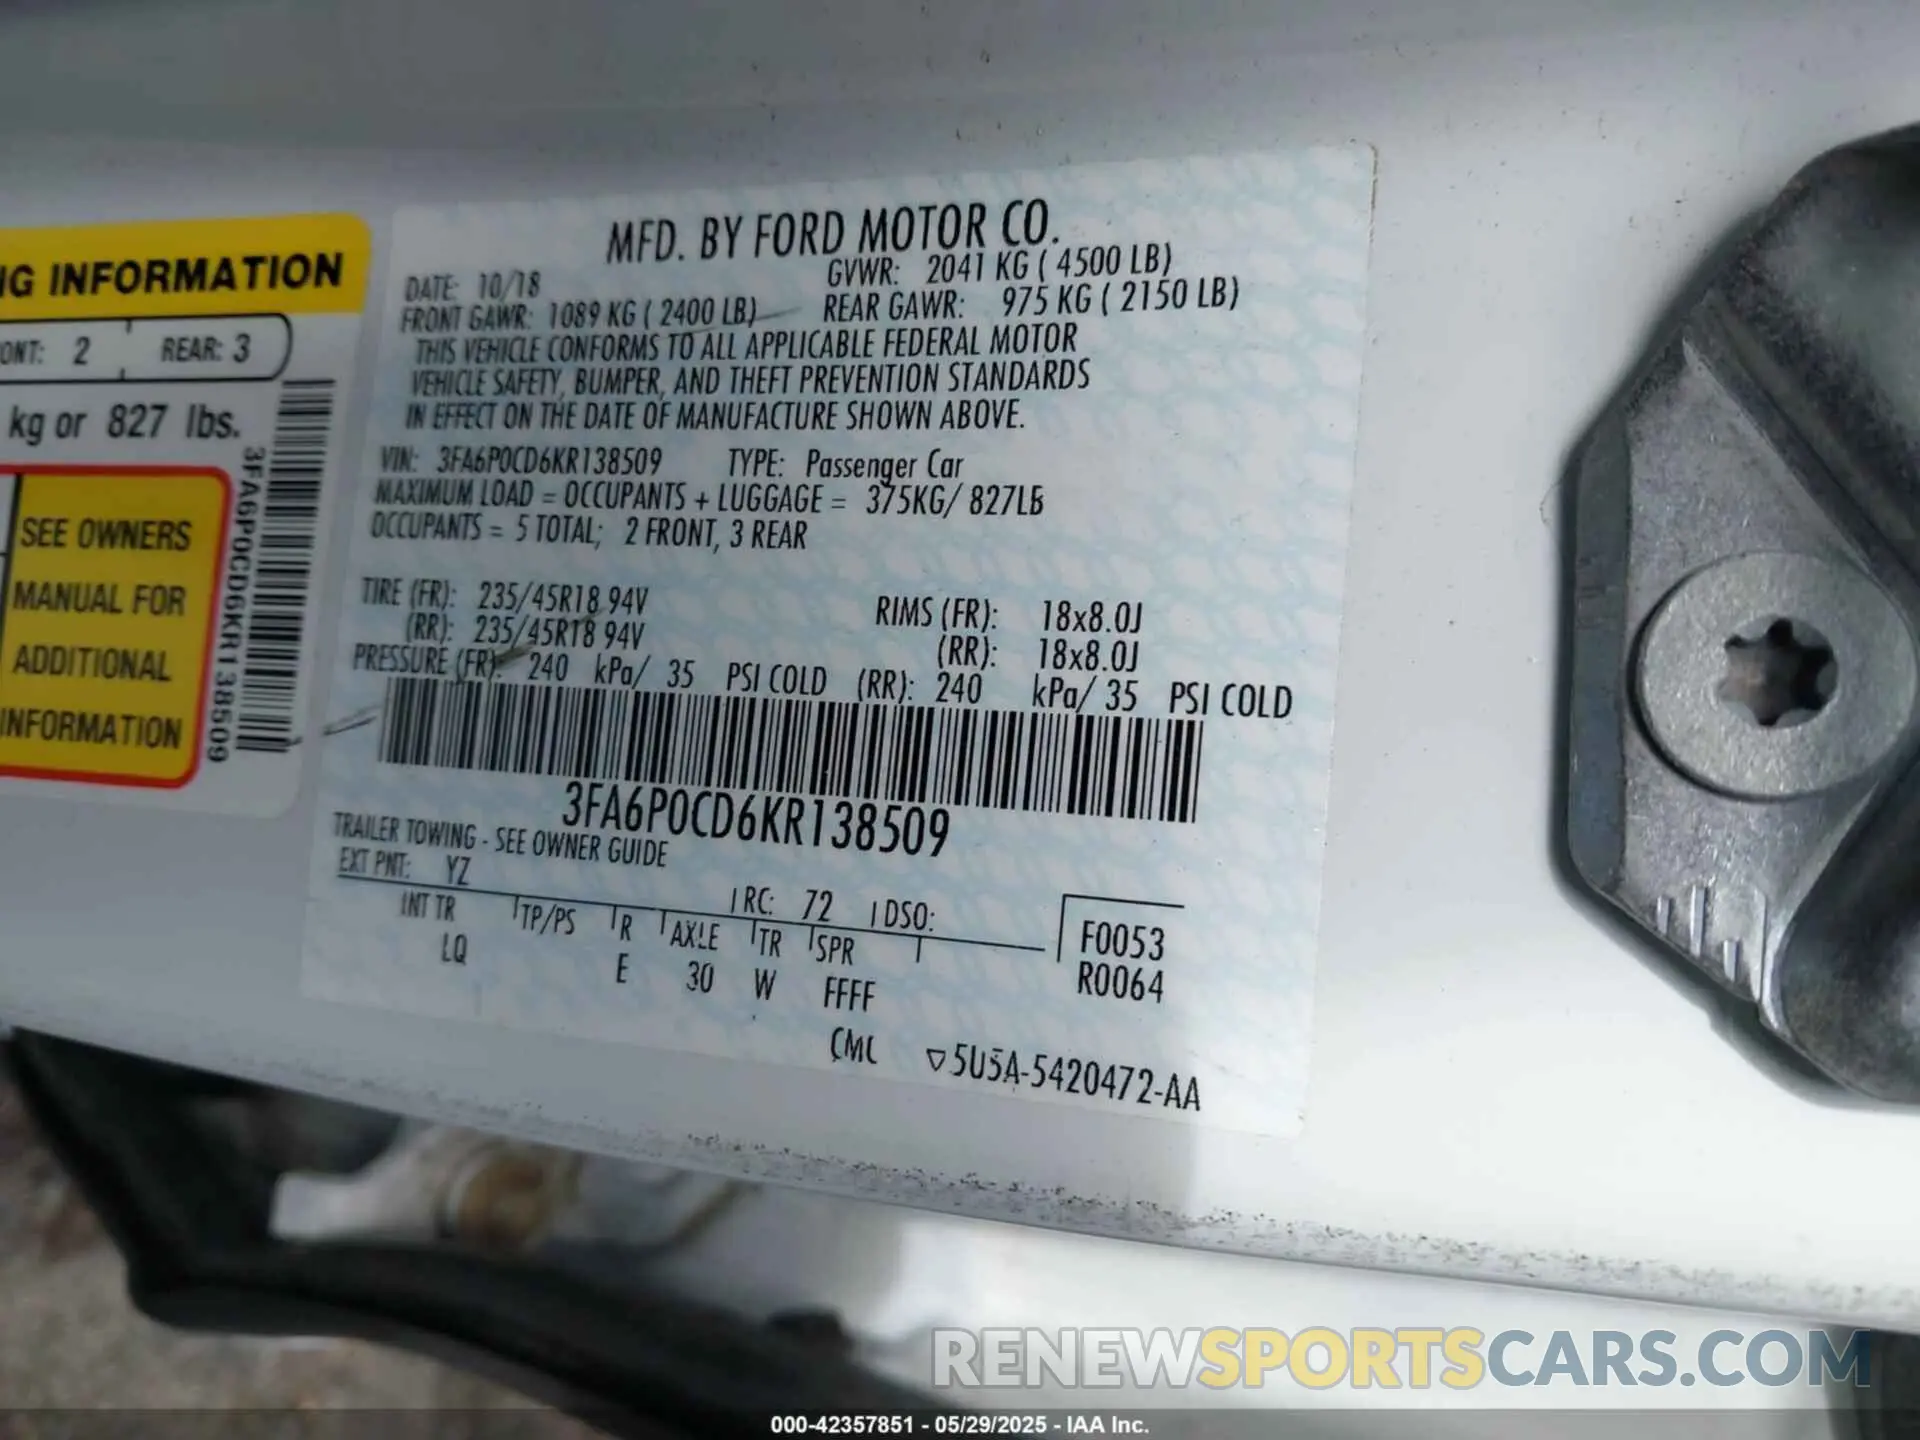 NG INFORMATION
ONT: 2 REAR: 3
kg or 827 lbs.
SEE OWNERS
MANUAL FOR
ADDITIONAL
INFORMATION
3FA6P0CD6KR138509
MFD. BY FORD MOTOR CO.
DATE: 10/18 GVWR: 2041 KG ( 4500 LB)
FRONT GAWR: 1089 KG ( 2400 LB) REAR GAWR: 975 KG ( 2150 LB)
THIS VEHICLE CONFORMS TO ALL APPLICABLE FEDERAL MOTOR
VEHICLE SAFETY, BUMPER, AND THEFT PREVENTION STANDARDS
IN EFFECT ON THE DATE OF MANUFACTURE SHOWN ABOVE.
VIN: 3FA6P0CD6KR138509 TYPE: Passenger Car
MAXIMUM LOAD = OCCUPANTS + LUGGAGE = 375KG/ 827LB
OCCUPANTS = 5 TOTAL; 2 FRONT, 3 REAR
TIRE (FR): 235/45R18 94V RIMS (FR): 18x8.0J
(RR): 235/45R18 94V (RR): 18x8.0J
PRESSURE (FR): 240 kPa/ 35 PSI COLD (RR): 240 kPa/ 35 PSI COLD
3FA6P0CD6KR138509
TRAILER TOWING - SEE OWNER GUIDE
EXT PNT: YZ RC: 72 DSO:
INT TR TP/PS R AXLE TR SPR F0053
LQ E 30 W FFFF R0064
CMC 5U5A-5420472-AA
RENEWSPORTSCARS.COM
000-42357851 - 05/29/2025 - IAA Inc.